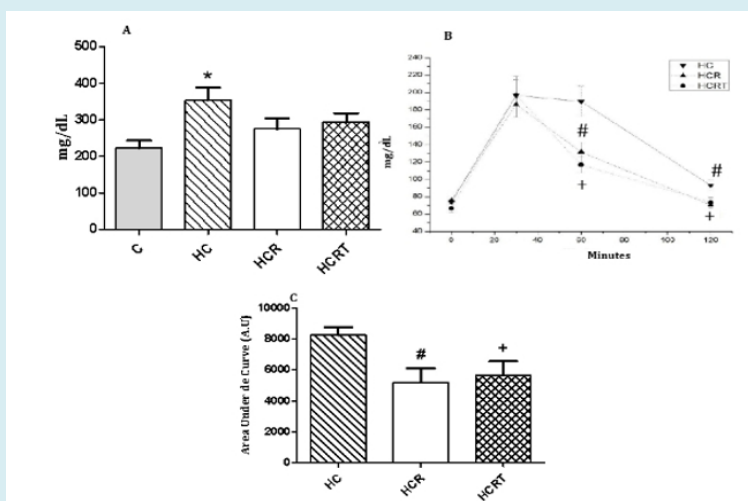 A
500
400
300
200
100
0
mg/dL
*
C
HC
HCR
HCRT
B
240
220
200
180
160
140
120
100
80
60
40
mg/dL
HC
HCR
HCRT
#
+
#
+
0
20
40
60
80
100
120
Minutes
C
10000
8000
6000
4000
2000
0
Area Under de Curve (A.U)
#
+
HC
HCR
HCRT